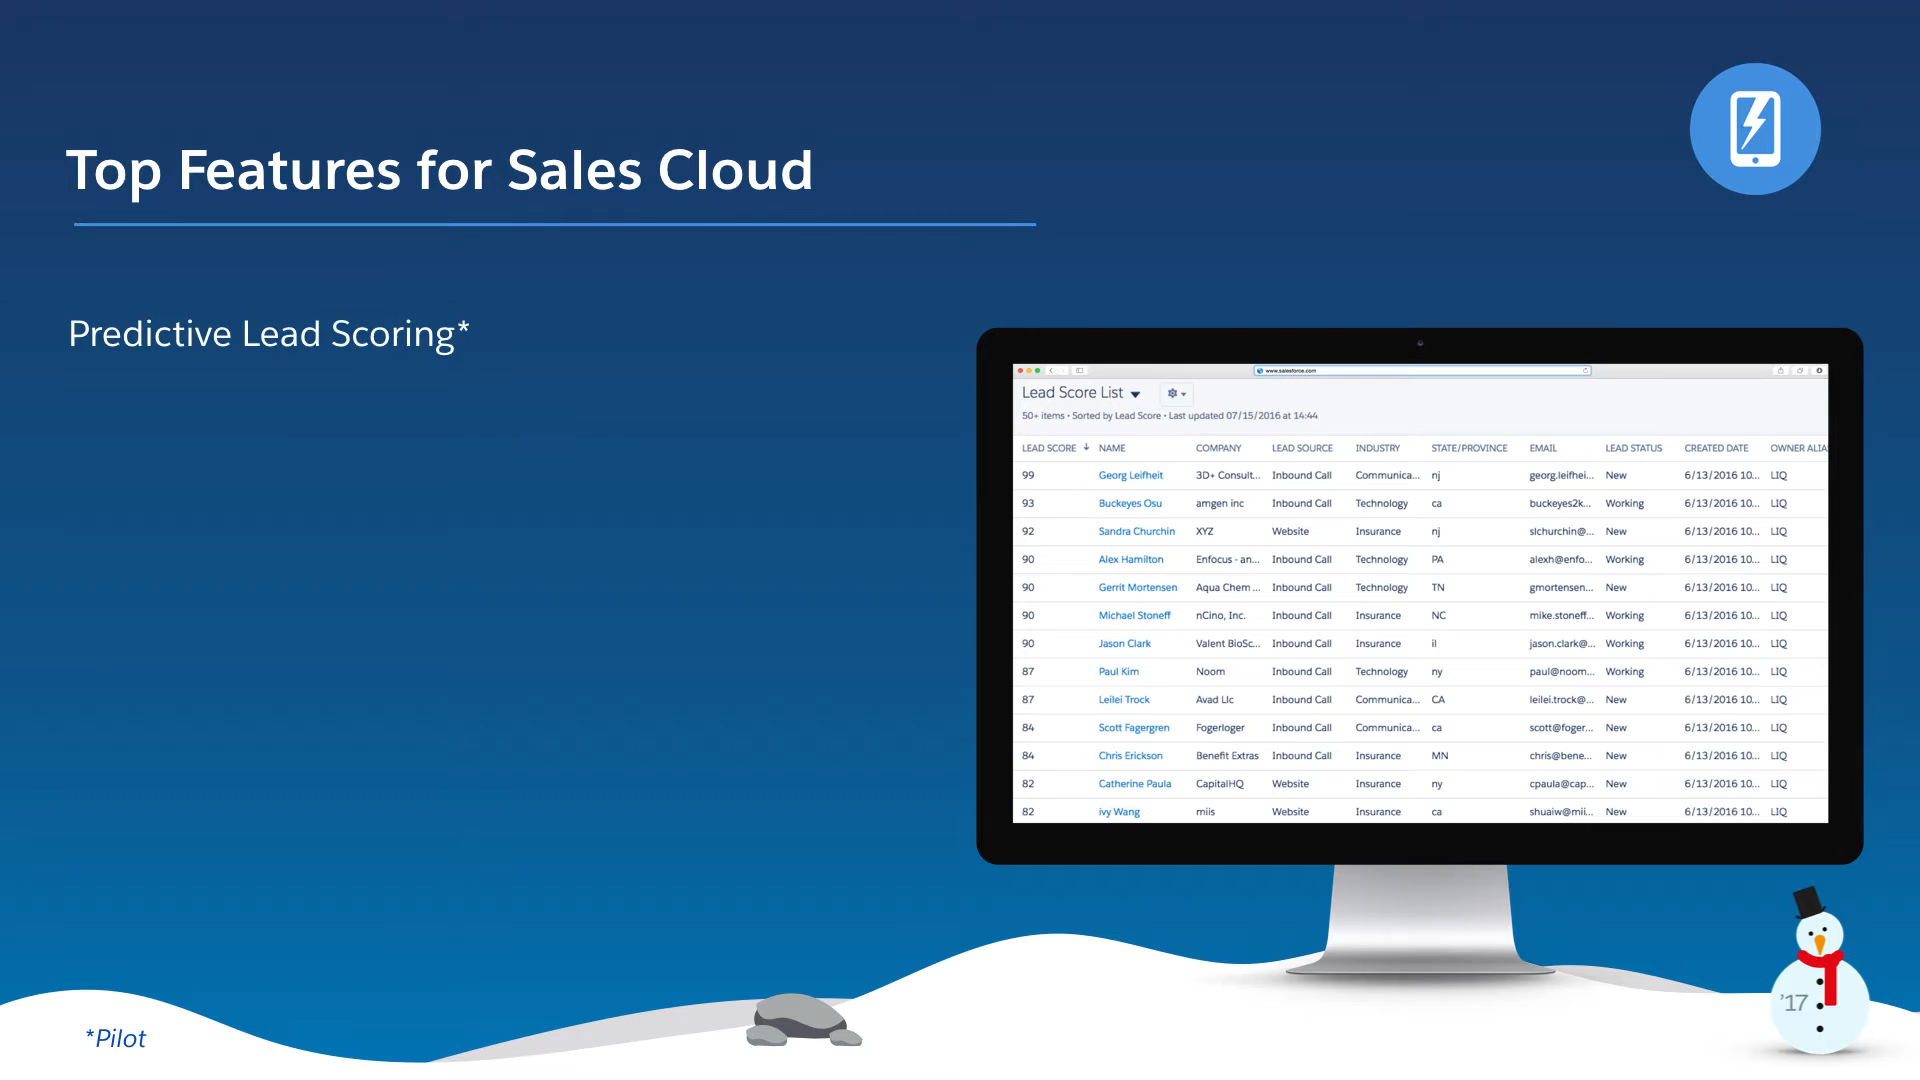 Top Features for Sales Cloud
Predictive Lead Scoring*
www.salesforce.com
Lead Score List
50+ items • Sorted by Lead Score • Last updated 07/15/2016 at 14:44
LEAD SCORE NAME COMPANY LEAD SOURCE INDUSTRY STATE/PROVINCE EMAIL LEAD STATUS CREATED DATE OWNER ALIA
99 Georg Leifheit 3D+ Consult... Inbound Call Communica... nj georg.leifhei... New 6/13/2016 10... LIQ
93 Buckeyes Osu amgen inc Inbound Call Technology ca buckeyes2k... Working 6/13/2016 10... LIQ
92 Sandra Churchin XYZ Website Insurance nj slchurchin@... New 6/13/2016 10... LIQ
90 Alex Hamilton Enfocus - an... Inbound Call Technology PA alexh@enfo... Working 6/13/2016 10... LIQ
90 Gerrit Mortensen Aqua Chem ... Inbound Call Technology TN gmortensen... New 6/13/2016 10... LIQ
90 Michael Stoneff nCino, Inc. Inbound Call Insurance NC mike.stoneff... Working 6/13/2016 10... LIQ
90 Jason Clark Valent BioSc... Inbound Call Insurance il jason.clark@... Working 6/13/2016 10... LIQ
87 Paul Kim Noom Inbound Call Technology ny paul@noom... Working 6/13/2016 10... LIQ
87 Leilei Trock Avad Llc Inbound Call Communica... CA leilei.trock@... New 6/13/2016 10... LIQ
84 Scott Fagergren Fogerloger Inbound Call Communica... ca scott@foger... New 6/13/2016 10... LIQ
84 Chris Erickson Benefit Extras Inbound Call Insurance MN chris@bene... New 6/13/2016 10... LIQ
82 Catherine Paula CapitalHQ Website Insurance ny cpaula@cap... New 6/13/2016 10... LIQ
82 ivy Wang miis Website Insurance ca shuaiw@mii... New 6/13/2016 10... LIQ
'17
*Pilot